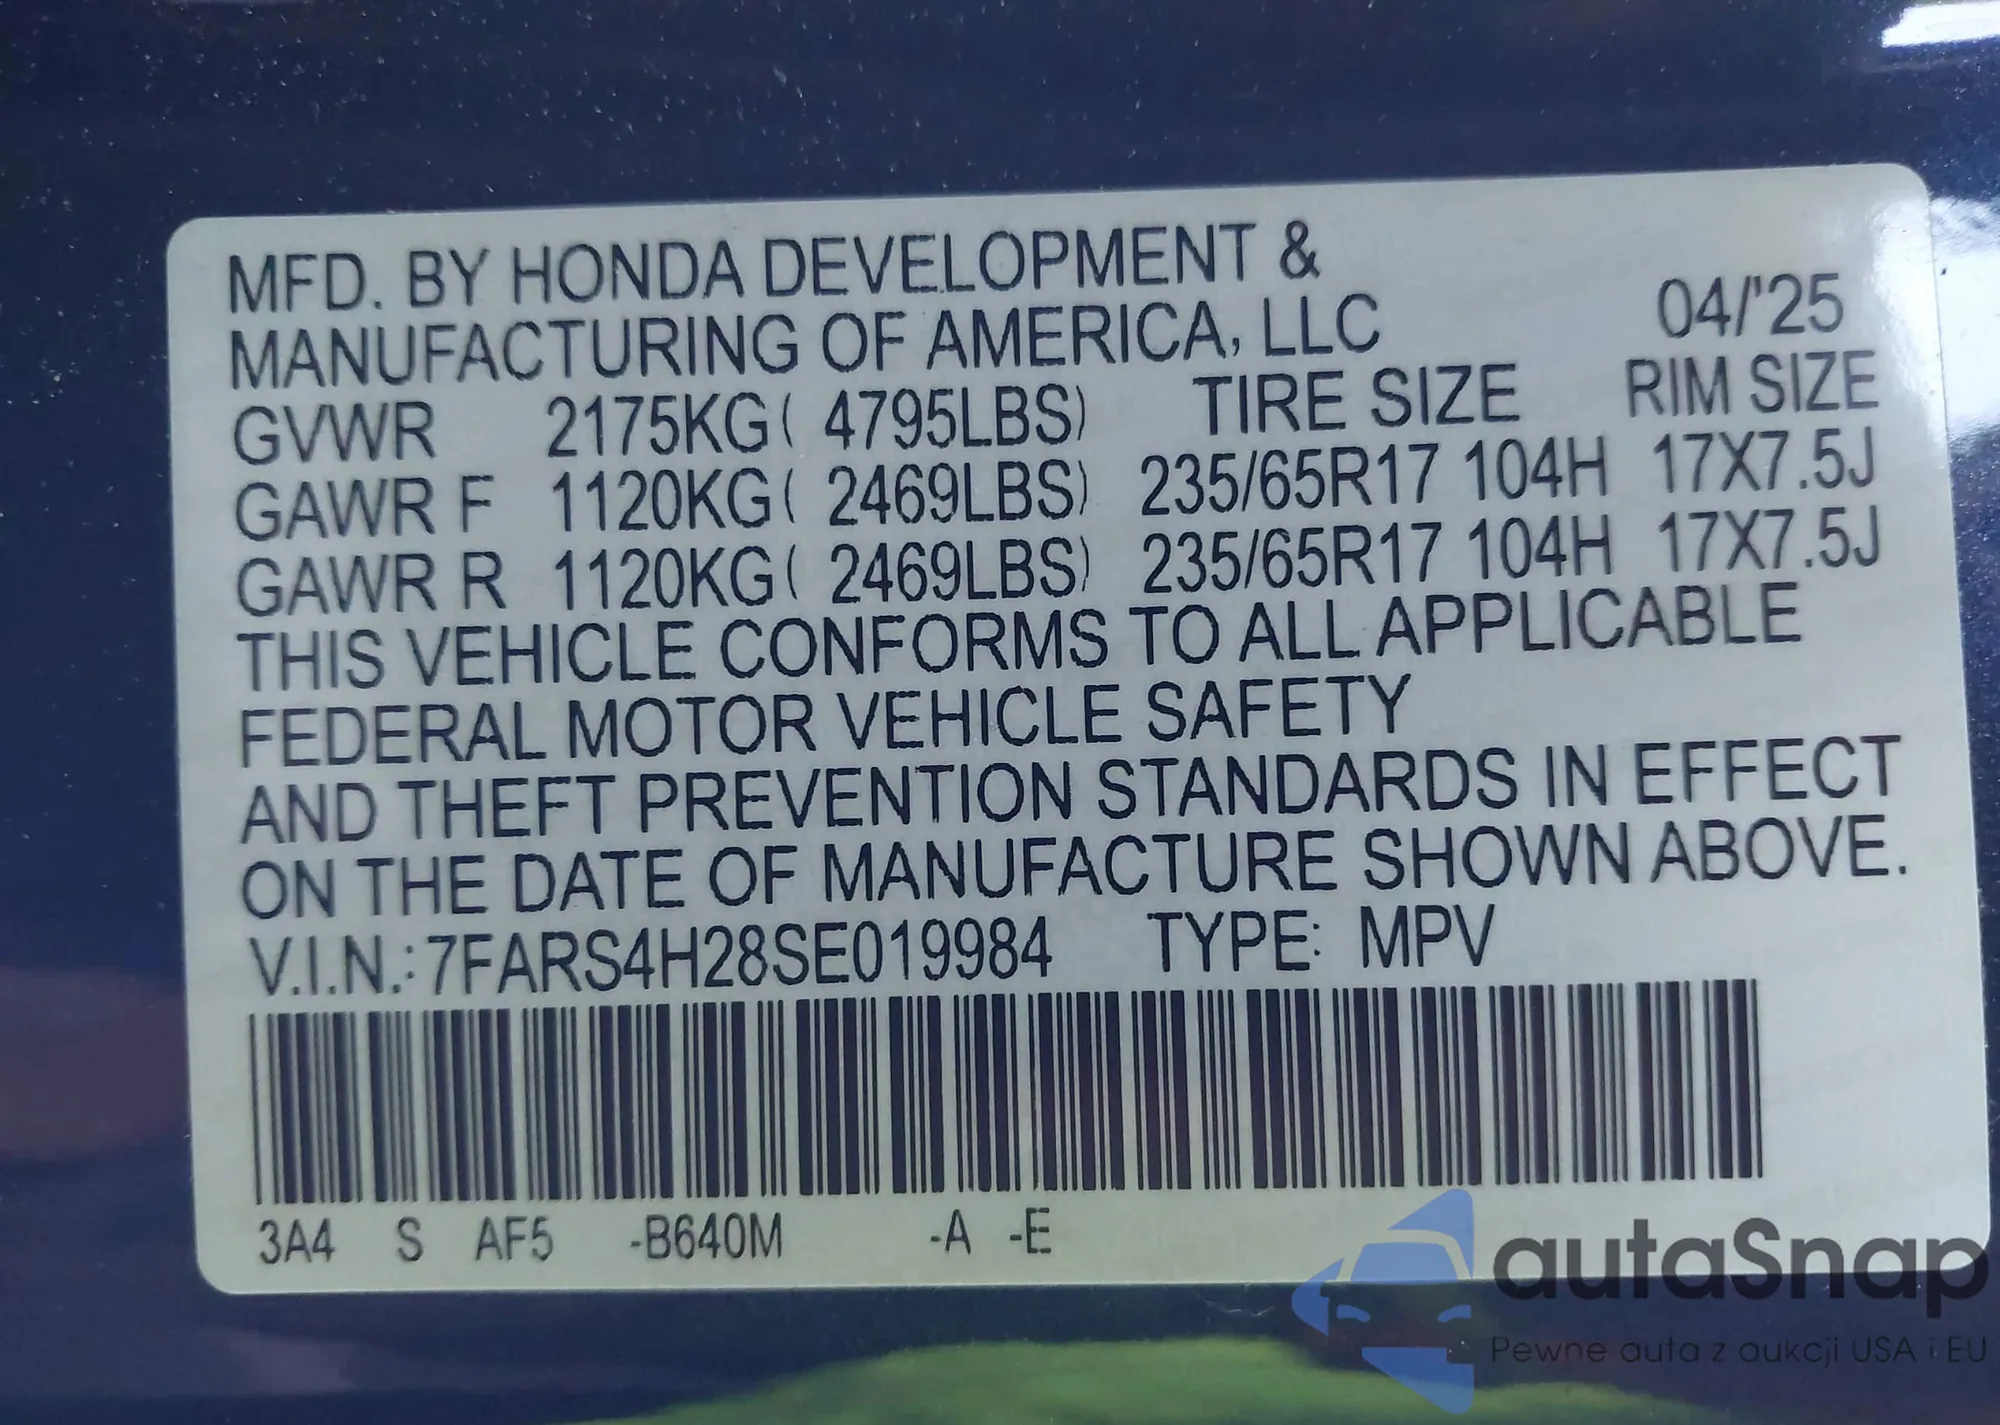 MFD. BY HONDA DEVELOPMENT &
MANUFACTURING OF AMERICA, LLC 04/'25
GVWR 2175KG( 4795LBS) TIRE SIZE RIM SIZE
GAWR F 1120KG( 2469LBS) 235/65R17 104H 17X7.5J
GAWR R 1120KG( 2469LBS) 235/65R17 104H 17X7.5J
THIS VEHICLE CONFORMS TO ALL APPLICABLE
FEDERAL MOTOR VEHICLE SAFETY
AND THEFT PREVENTION STANDARDS IN EFFECT
ON THE DATE OF MANUFACTURE SHOWN ABOVE.
V.I.N.: 7FARS4H28SE019984 TYPE: MPV
3A4 S AF5 -B640M -A -E
autaSnap
Pewne auta z aukcji USA i EU